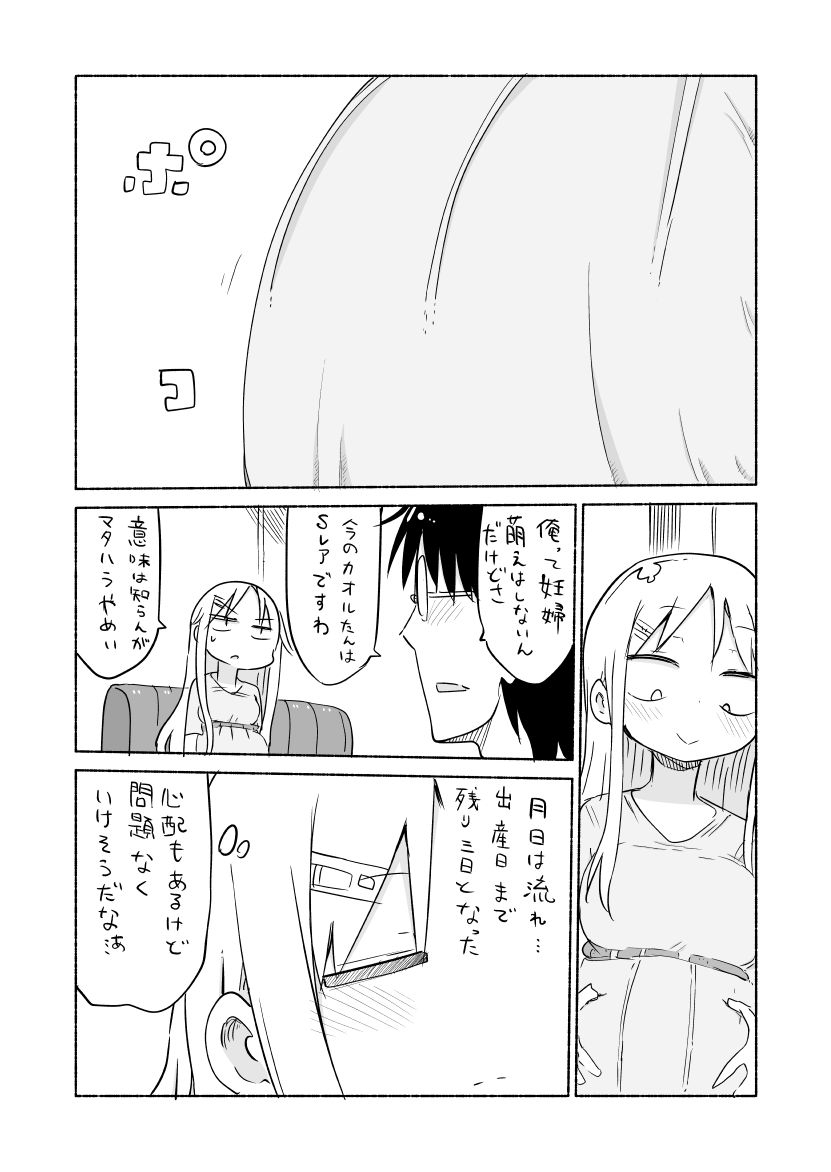 ポ
コ
俺って妊婦
萌えはしないん
だけどさ
今のカオルたんは
Sレアですわ
意味は知らんが
マタハラやめい
月日は流れ…
出産日まで
残り三日となった
心配もあるけど
問題なく
いけそうだなぁ